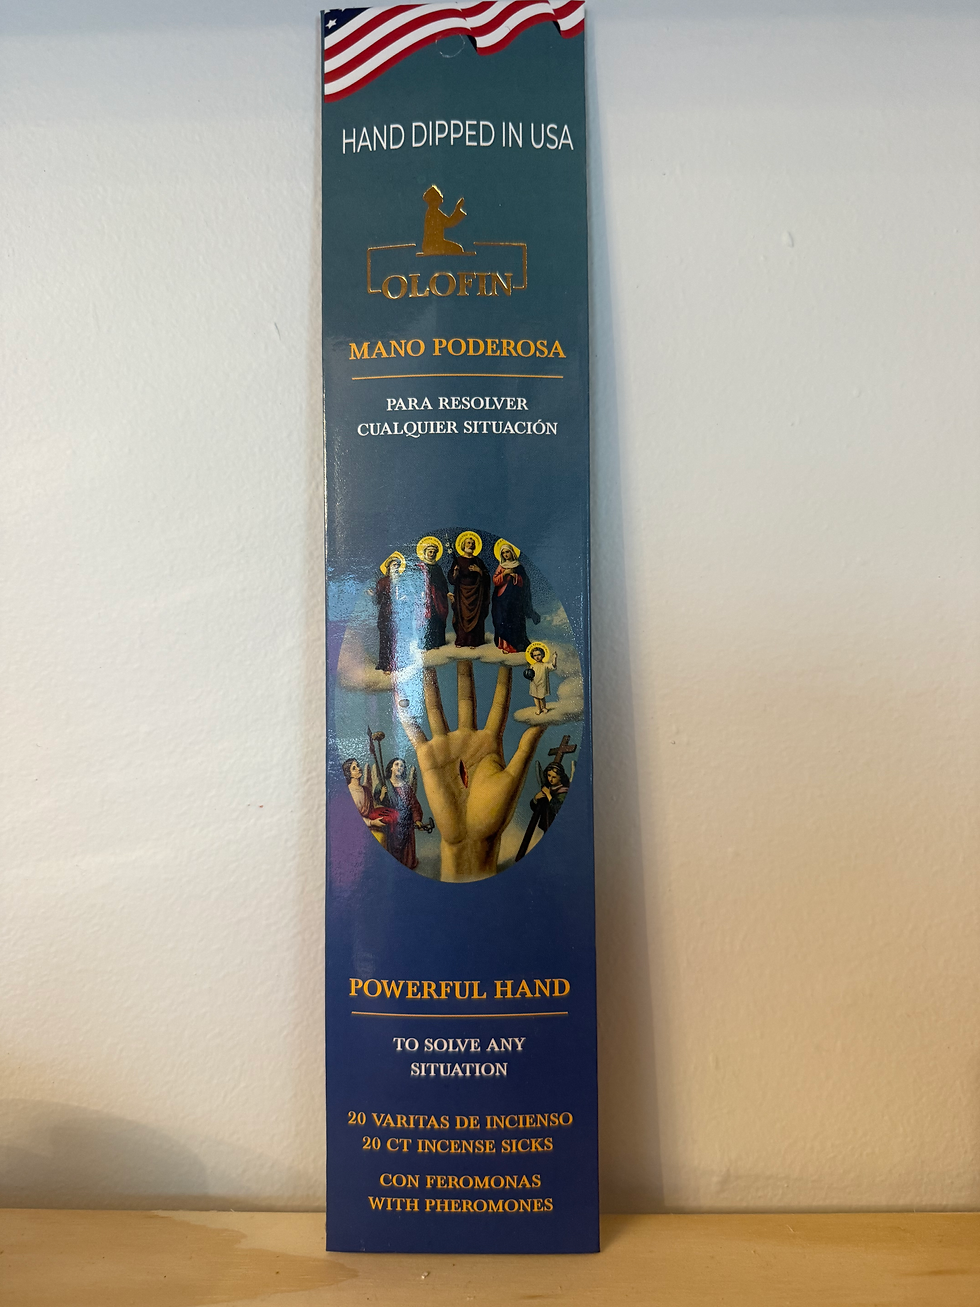 HAND DIPPED IN USA
OLOFIN
MANO PODEROSA
PARA RESOLVER
CUALQUIER SITUACIÓN
POWERFUL HAND
TO SOLVE ANY
SITUATION
20 VARITAS DE INCIENSO
20 CT INCENSE SICKS
CON FEROMONAS
WITH PHEROMONES